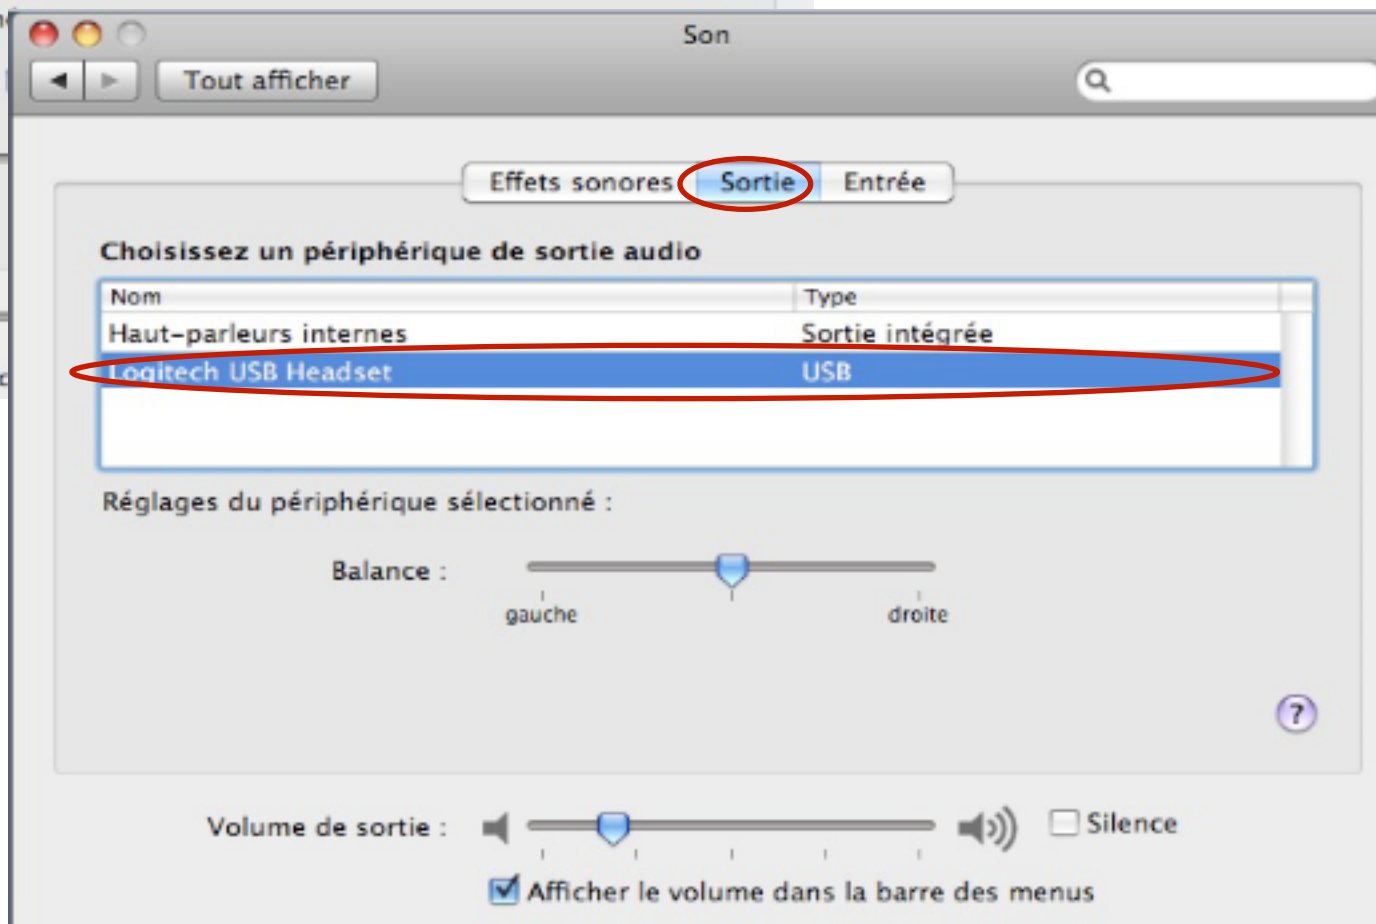 Son
Tout afficher
Effets sonores Sortie Entrée
Choisissez un périphérique de sortie audio
Nom Type
Haut-parleurs internes Sortie intégrée
Logitech USB Headset USB
Réglages du périphérique sélectionné :
Balance :
gauche droite
?
Volume de sortie : Silence
Afficher le volume dans la barre des menus